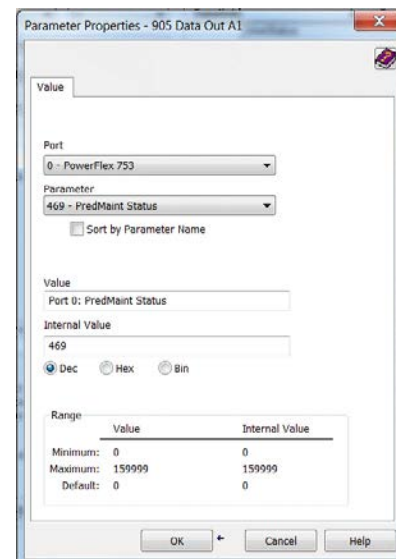 Parameter Properties - 905 Data Out A1
Value
Port
0 - PowerFlex 753
Parameter
469 - PredMaint Status
Sort by Parameter Name
Value
Port 0: PredMaint Status
Internal Value
469
Dec Hex Bin
Range
Value Internal Value
Minimum: 0 0
Maximum: 159999 159999
Default: 0 0
OK Cancel Help